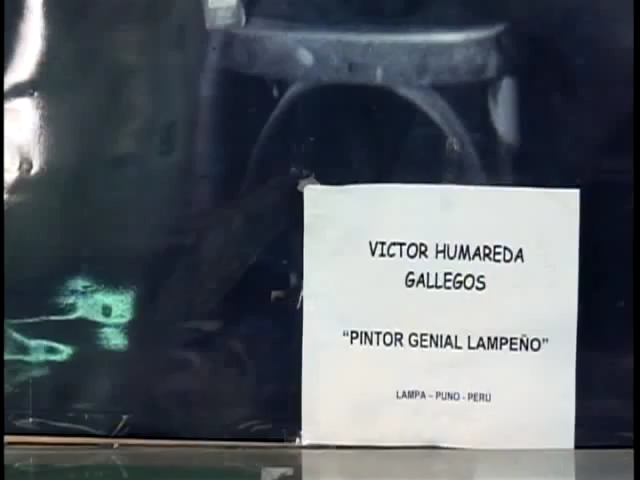 VICTOR HUMAREDA
GALLEGOS
“PINTOR GENIAL LAMPEÑO”
LAMPA – PUNO - PERU